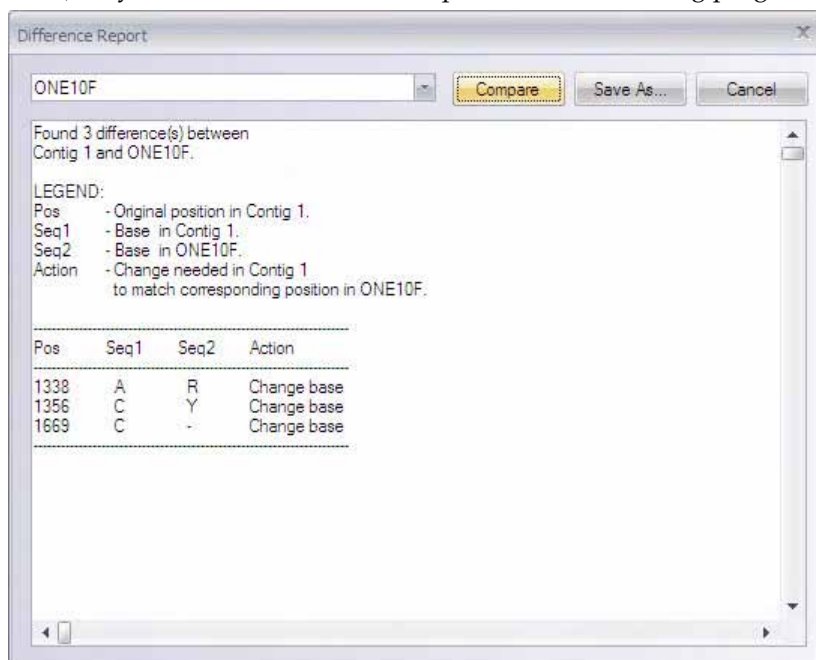 Difference Report
ONE10F Compare Save As... Cancel
Found 3 difference(s) between
Contig 1 and ONE10F.
LEGEND:
Pos - Original position in Contig 1.
Seq1 - Base in Contig 1.
Seq2 - Base in ONE10F.
Action - Change needed in Contig 1
to match corresponding position in ONE10F.
Pos Seq1 Seq2 Action
1338 A R Change base
1356 C Y Change base
1669 C - Change base